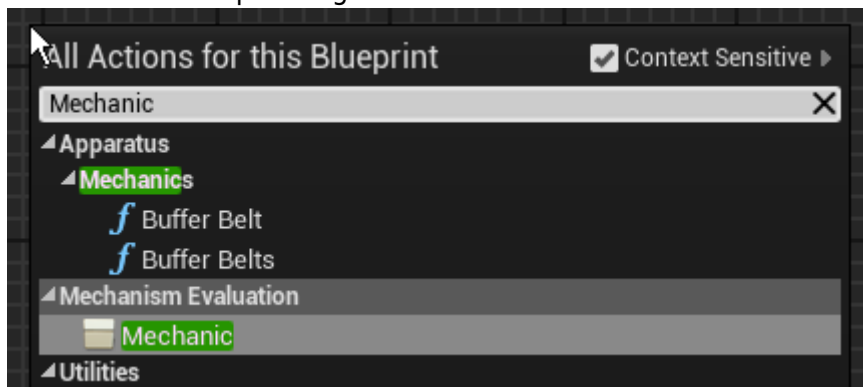 All Actions for this Blueprint Context Sensitive
Mechanic
Apparatus
Mechanics
f Buffer Belt
f Buffer Belts
Mechanism Evaluation
Mechanic
Utilities